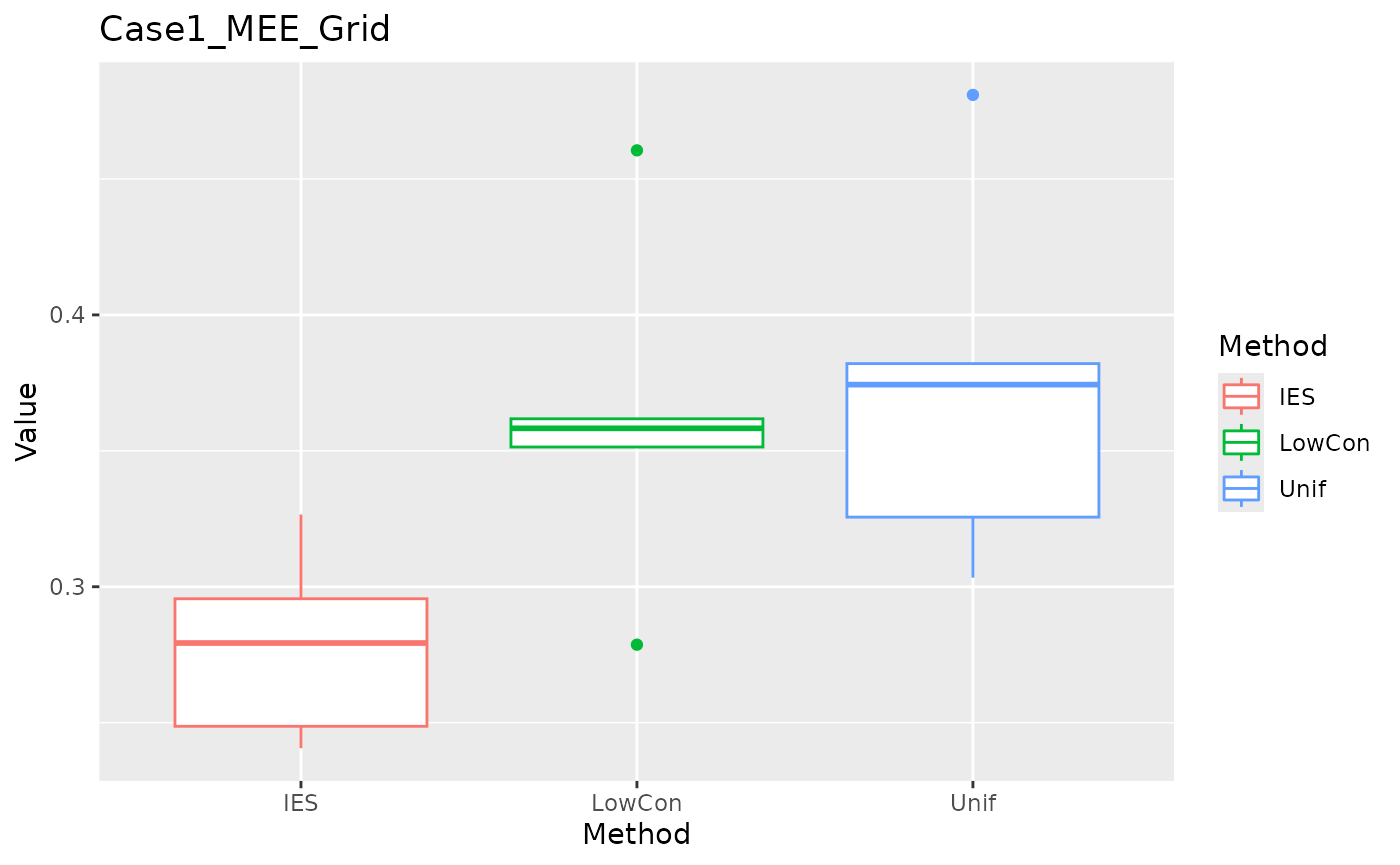 Case1_MEE_Grid
Value
0.4
0.3
IES
LowCon
Unif
Method
Method
IES
LowCon
Unif